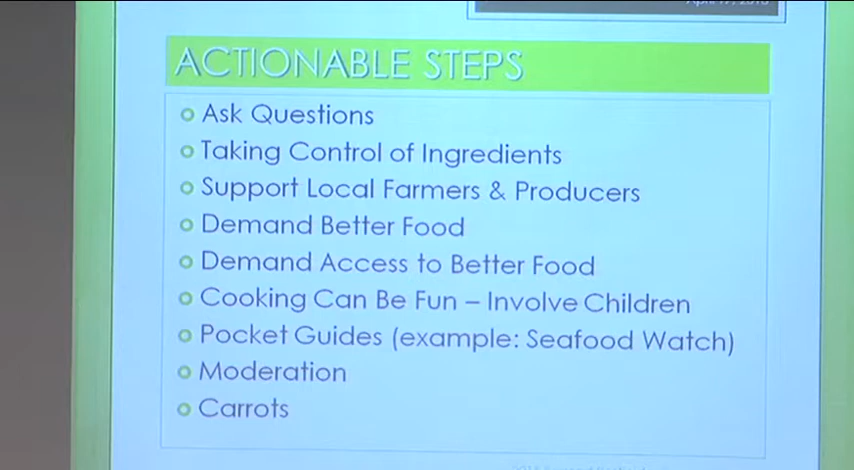 ACTIONABLE STEPS
Ask Questions
Taking Control of Ingredients
Support Local Farmers & Producers
Demand Better Food
Demand Access to Better Food
Cooking Can Be Fun – Involve Children
Pocket Guides (example: Seafood Watch)
Moderation
Carrots